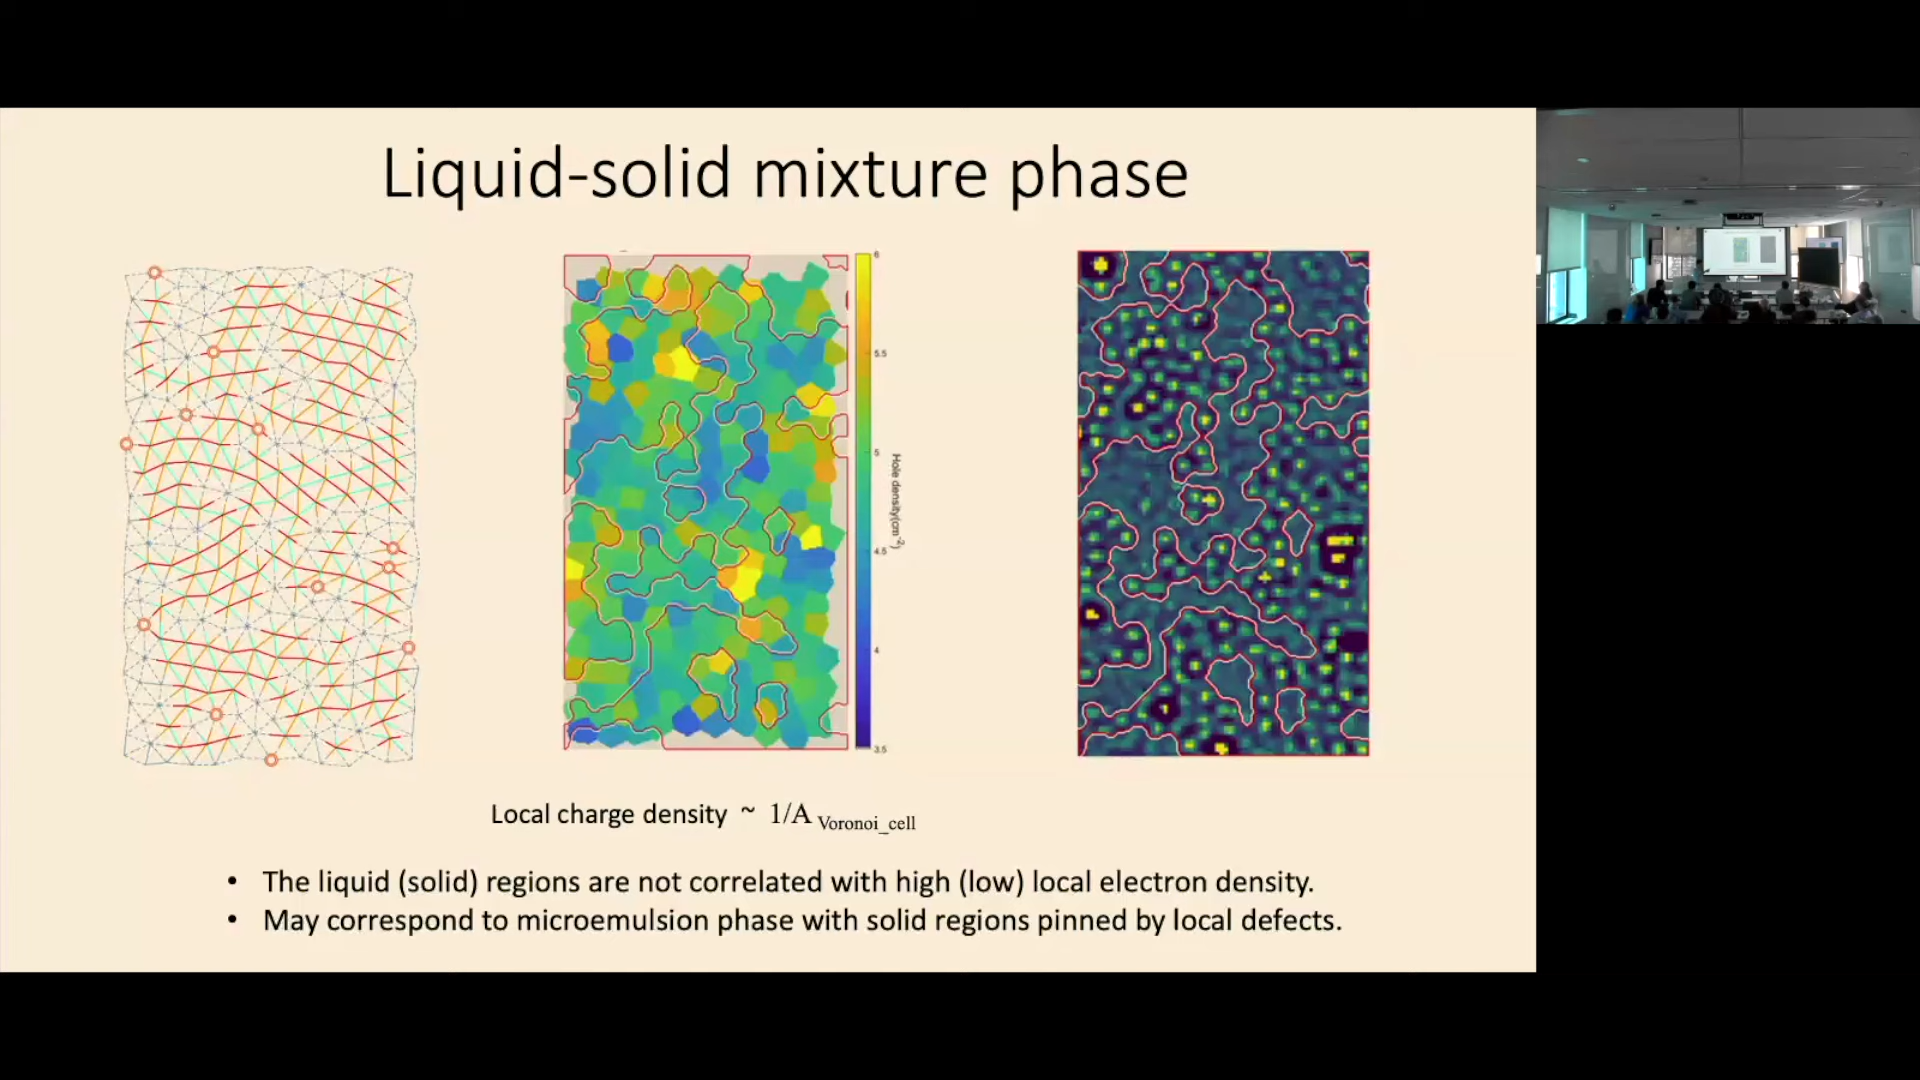 Liquid-solid mixture phase
6
5.5
5
4.5
4
3.5
Hole density(cm-2)
Local charge density ~ 1/A Voronoi_cell
• The liquid (solid) regions are not correlated with high (low) local electron density.
• May correspond to microemulsion phase with solid regions pinned by local defects.